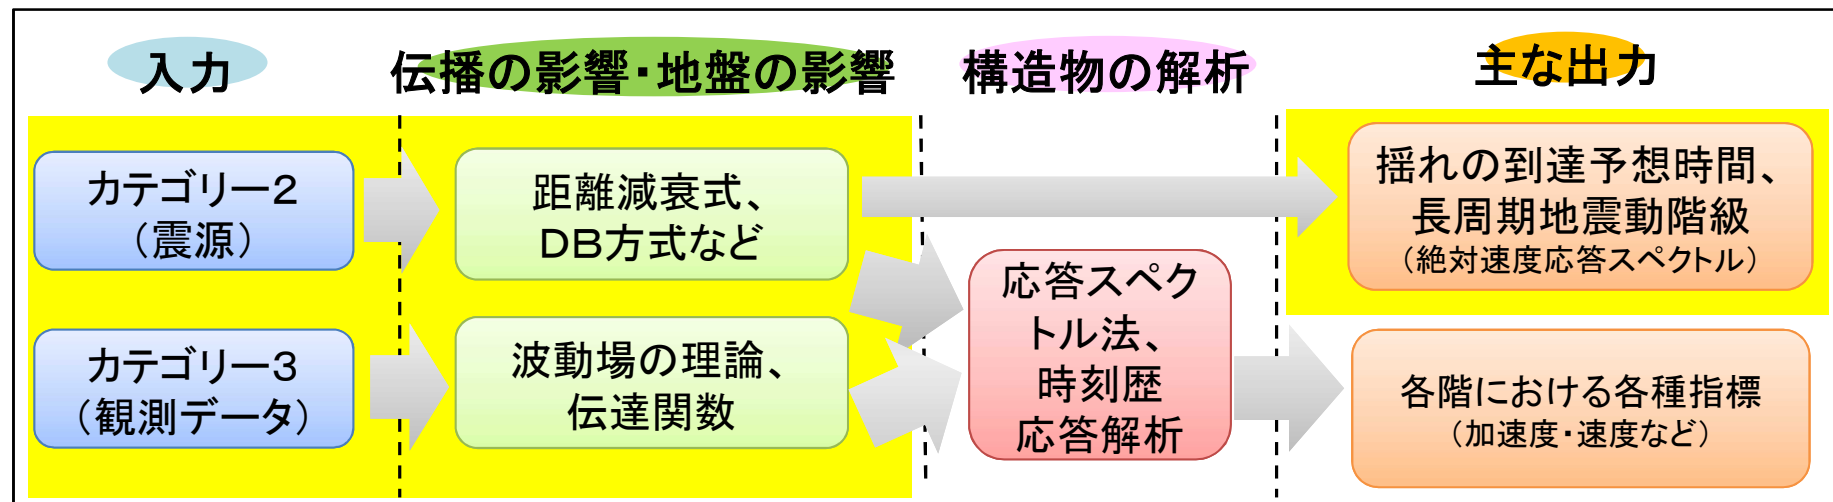 入力
伝播の影響・地盤の影響
構造物の解析
主な出力
カテゴリー２
（震源）
距離減衰式、
ＤＢ方式など
揺れの到達予想時間、
長周期地震動階級
（絶対速度応答スペクトル）
カテゴリー３
（観測データ）
波動場の理論、
伝達関数
応答スペク
トル法、
時刻歴
応答解析
各階における各種指標
（加速度・速度など）